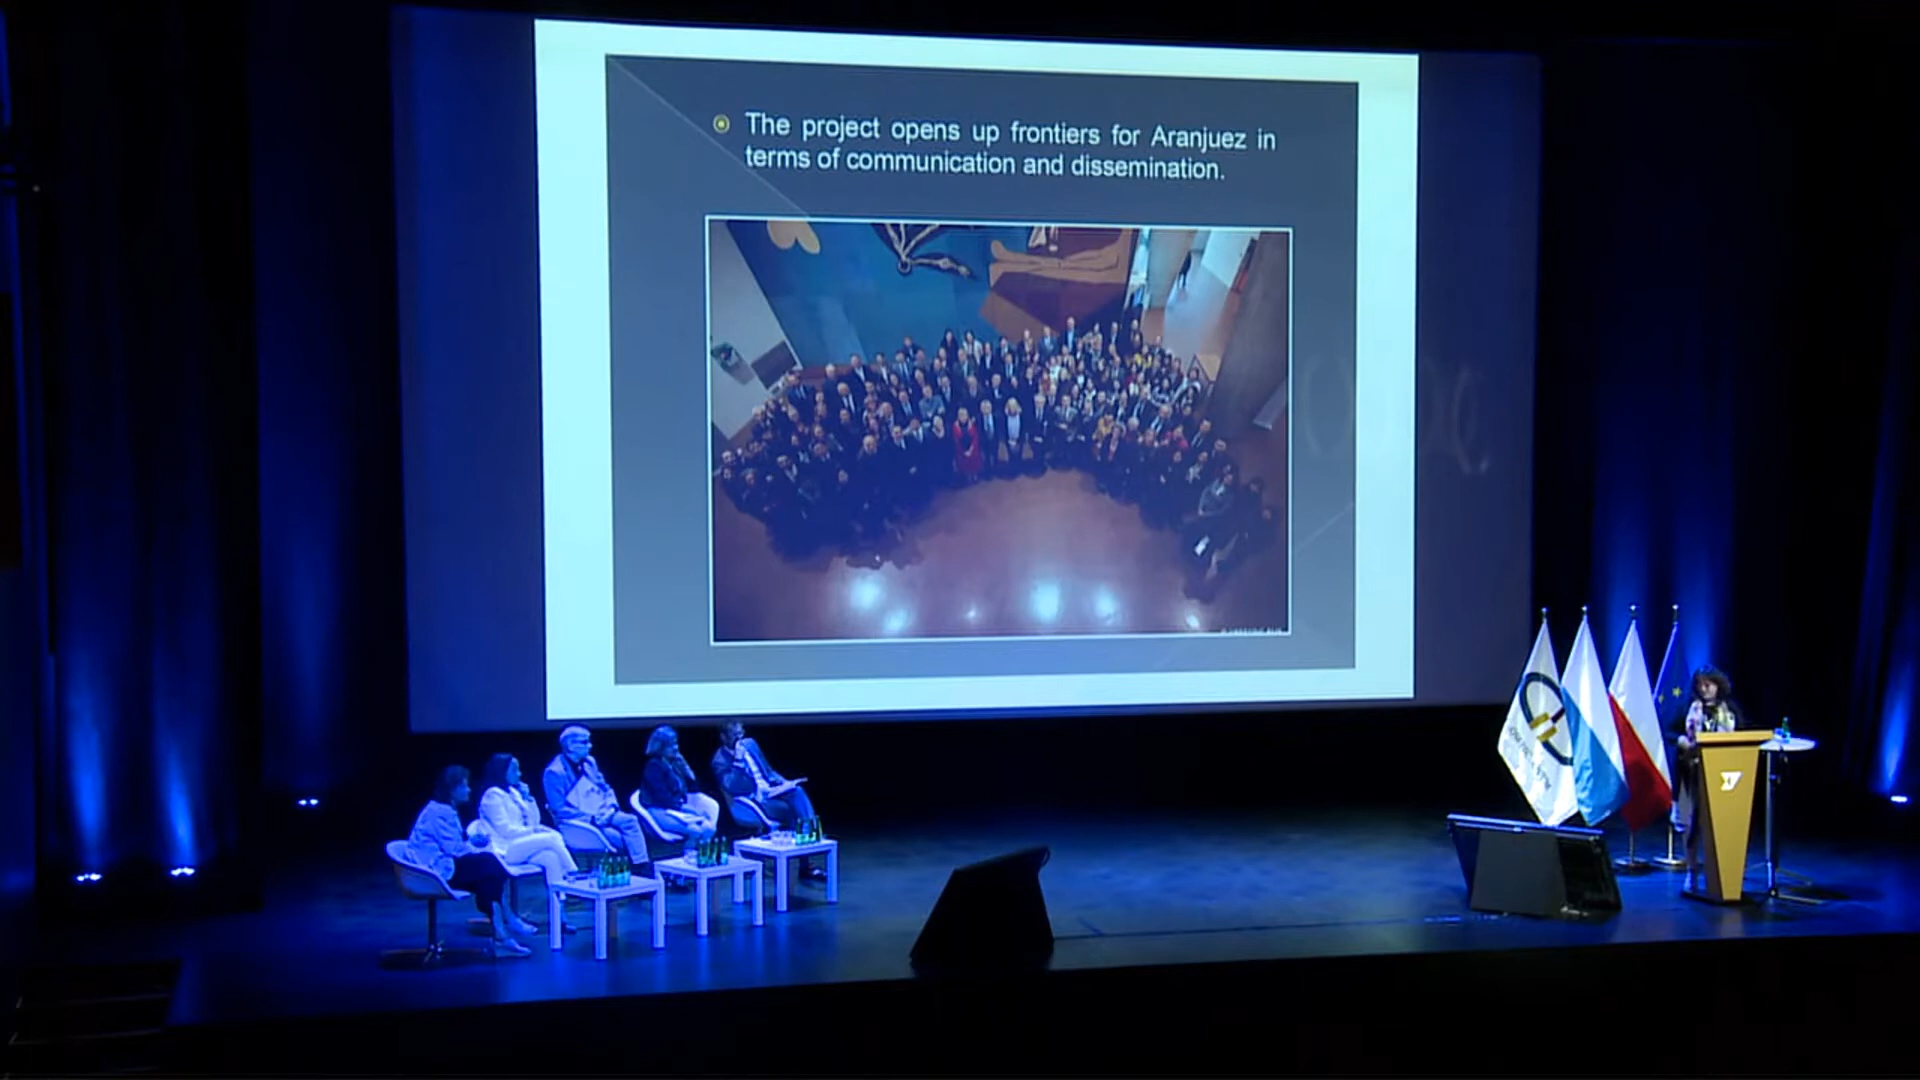 The project opens up frontiers for Aranjuez in
terms of communication and dissemination.